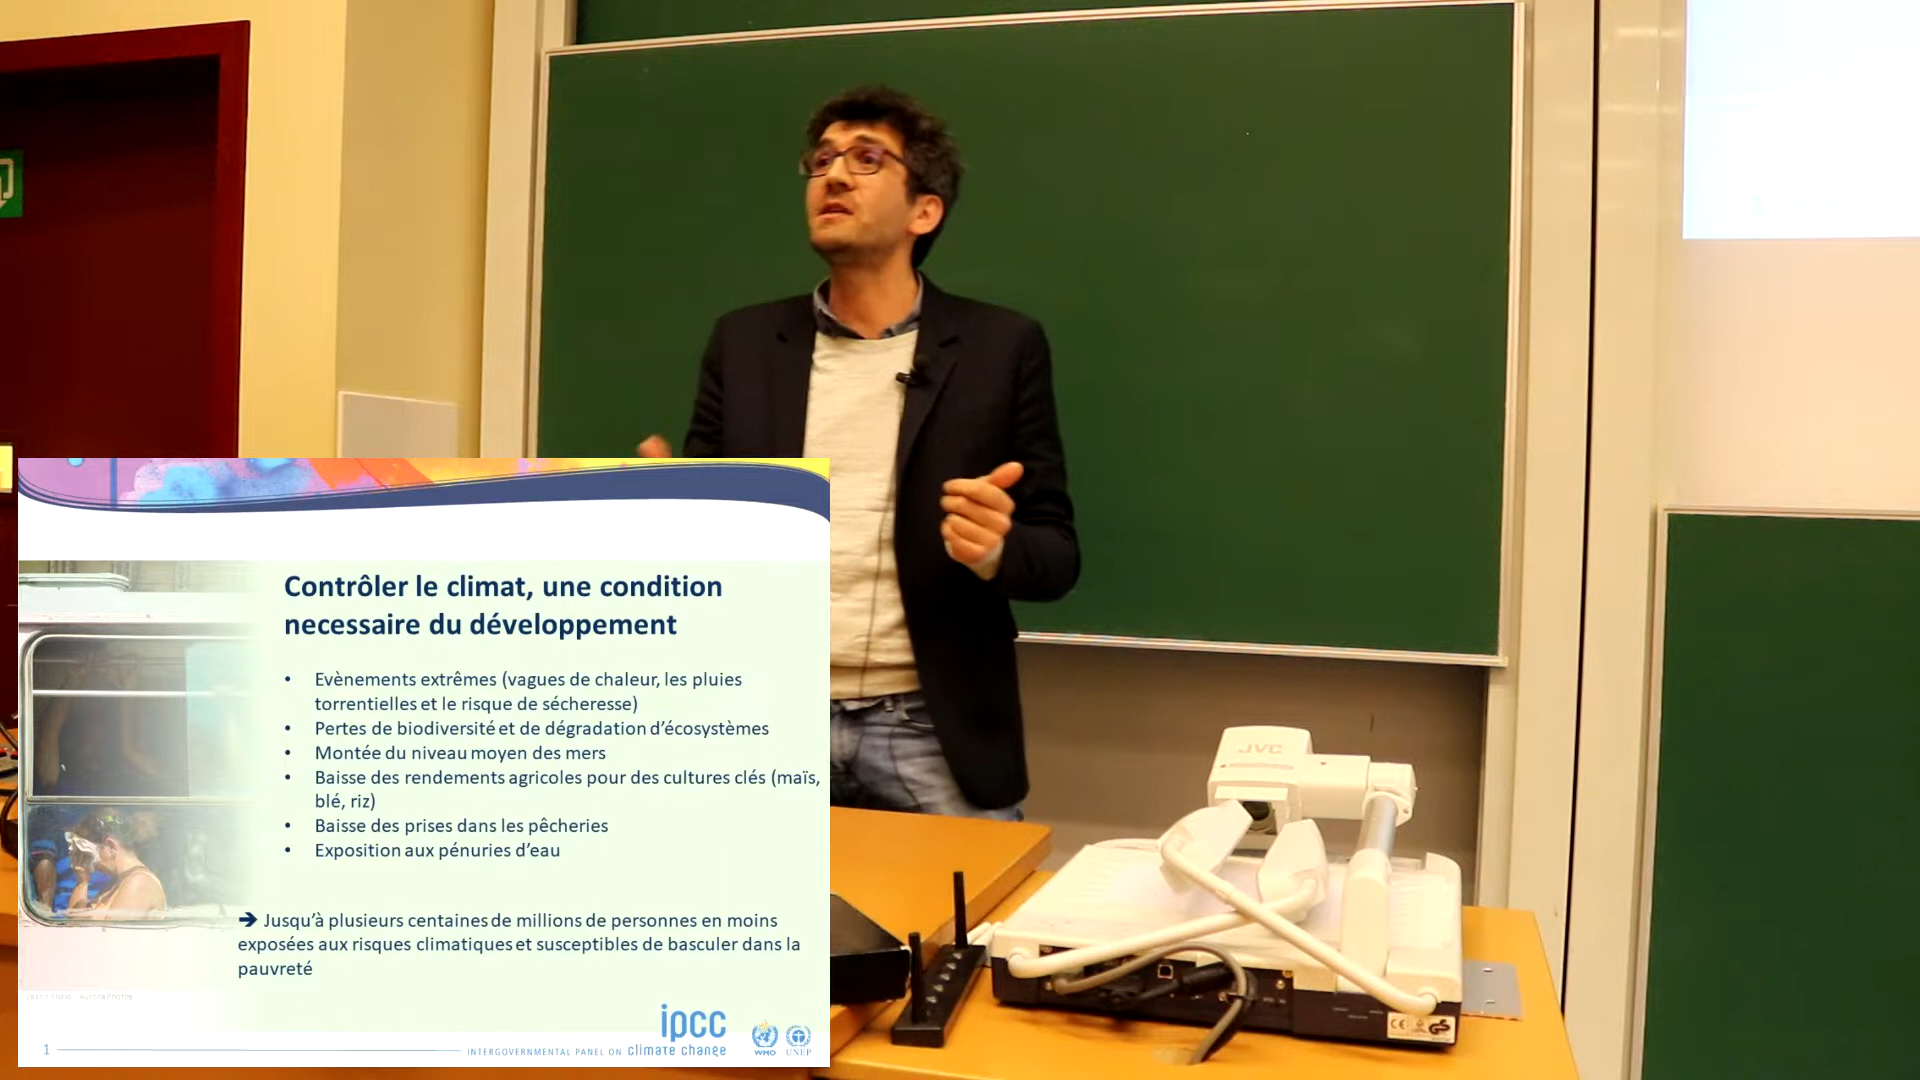 Contrôler le climat, une condition
necessaire du développement
• Evènements extrêmes (vagues de chaleur, les pluies
torrentielles et le risque de sécheresse)
• Pertes de biodiversité et de dégradation d’écosystèmes
• Montée du niveau moyen des mers
• Baisse des rendements agricoles pour des cultures clés (maïs,
blé, riz)
• Baisse des prises dans les pêcheries
• Exposition aux pénuries d’eau
➔ Jusqu’à plusieurs centaines de millions de personnes en moins
exposées aux risques climatiques et susceptibles de basculer dans la
pauvreté
ipcc
INTERGOVERNMENTAL PANEL ON climate change
WMO UNEP
1
JVC
CE
GS